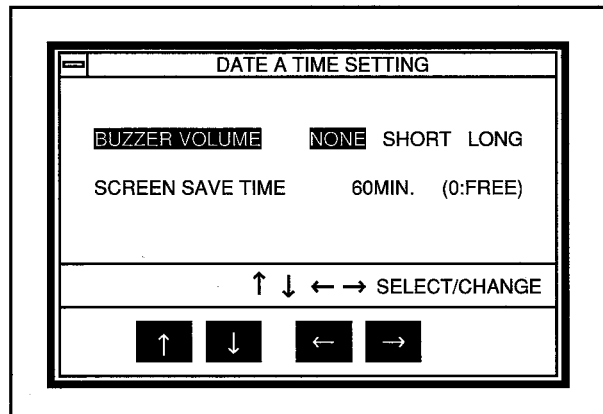 DATE A TIME SETTING
BUZZER VOLUME NONE SHORT LONG
SCREEN SAVE TIME 60MIN. (0:FREE)
↑ ↓ ← → SELECT/CHANGE
↑ ↓ ← →